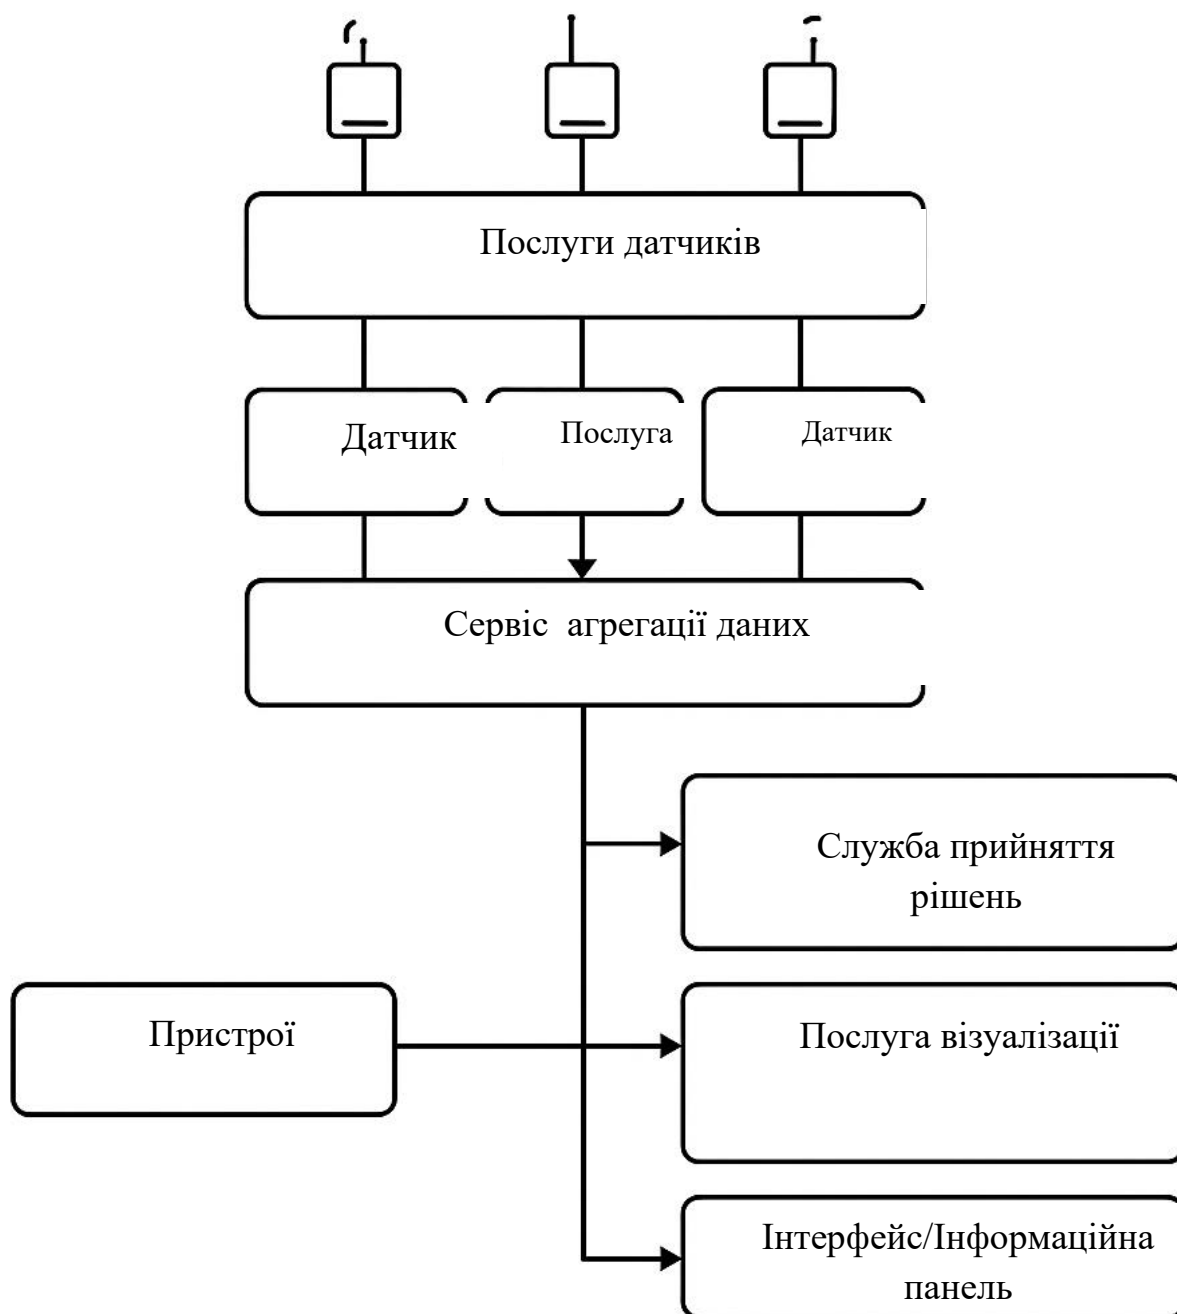 Послуги датчиків
Датчик
Послуга
Датчик
Сервіс  агрегації даних
Служба прийняття
рішень
Пристрої
Послуга візуалізації
Інтерфейс/Інформаційна
панель